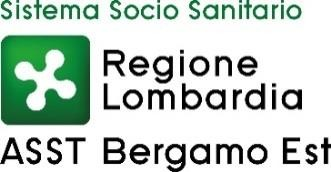 Sistema Socio Sanitario
Regione
Lombardia
ASST Bergamo Est